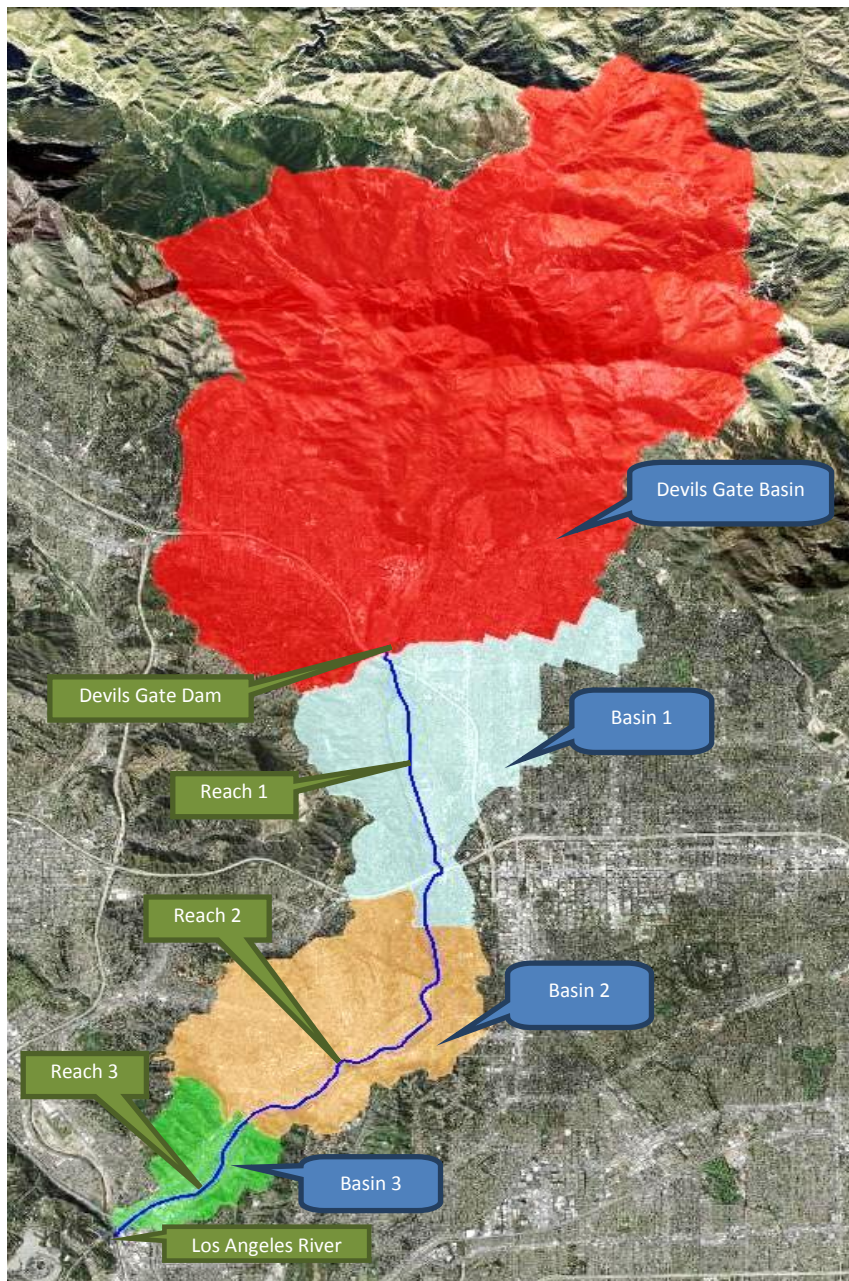 Devils Gate Basin
Devils Gate Dam
Basin 1
Reach 1
Reach 2
Basin 2
Reach 3
Basin 3
Los Angeles River